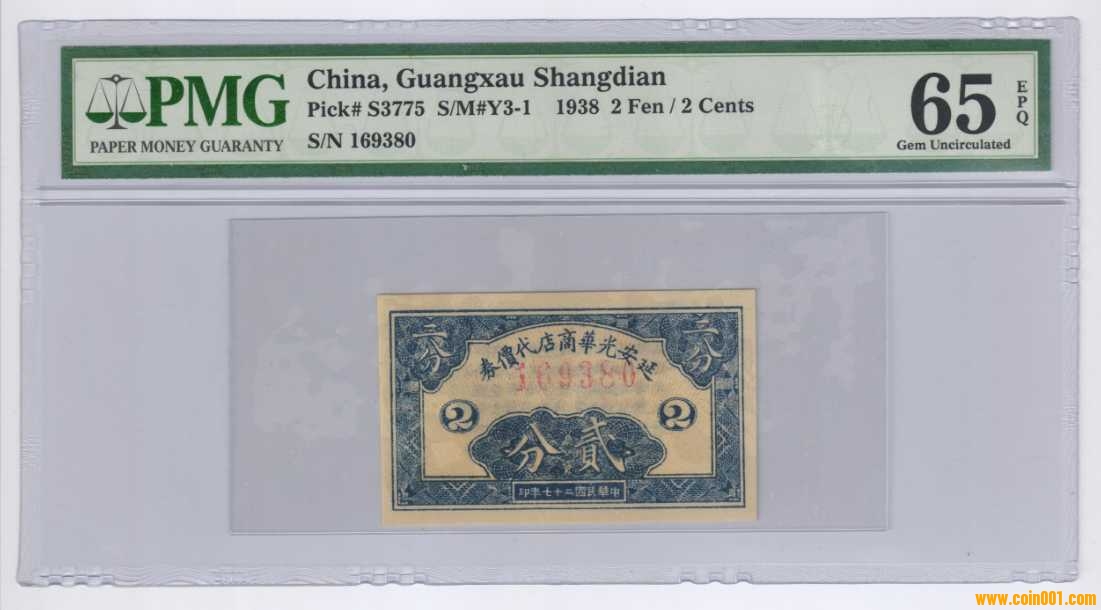 PMG
PAPER MONEY GUARANTY
China, Guangxau Shangdian
Pick# S3775 S/M#Y3-1 1938 2 Fen / 2 Cents
S/N 169380
65
EPQ
Gem Uncirculated
二分
二分
券價代店商華光安延
169380
2
2
分貳
印年七十二國民華中
www.coin001.com